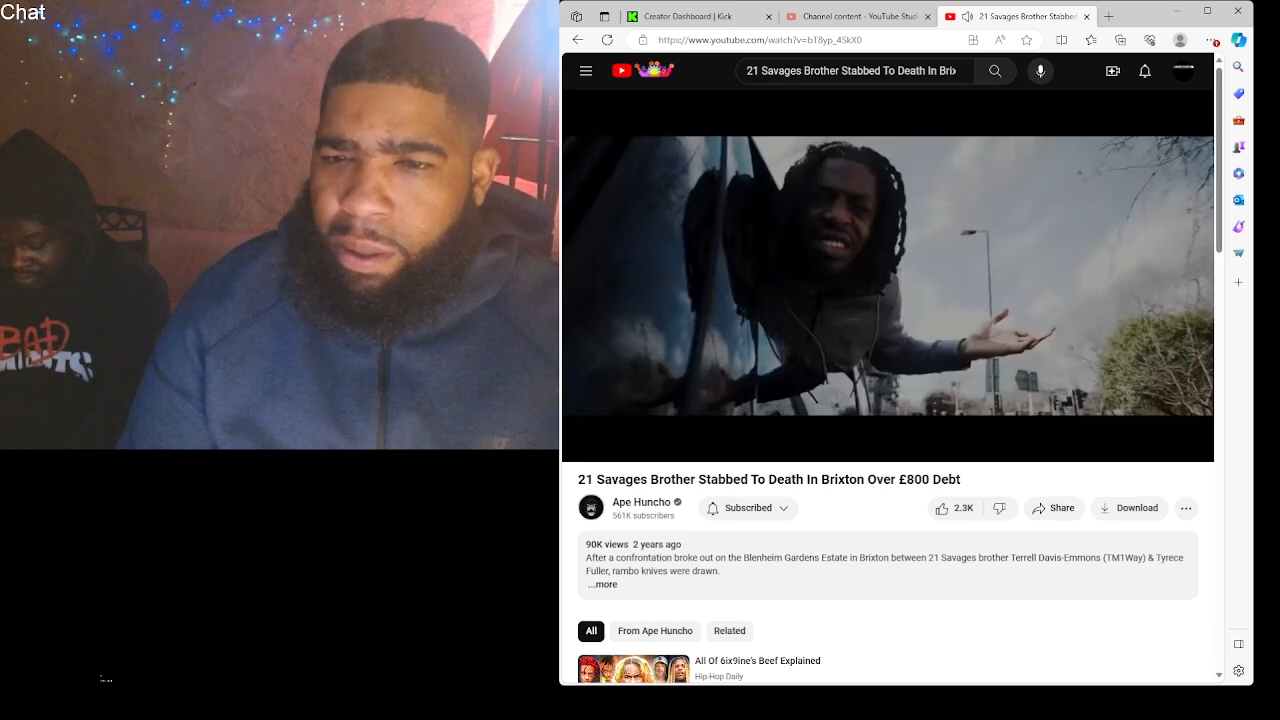 Chat
Creator Dashboard | Kick
Channel content - YouTube Stud
21 Savages Brother Stabbed
https://www.youtube.com/watch?v=bT8yp_4SkX0
21 Savages Brother Stabbed To Death In Brix
BAD
21 Savages Brother Stabbed To Death In Brixton Over £800 Debt
Ape Huncho
561K subscribers
Subscribed
2.3K
Share
Download
90K views 2 years ago
After a confrontation broke out on the Blenheim Gardens Estate in Brixton between 21 Savages brother Terrell Davis-Emmons (TM1Way) & Tyrece
Fuller, rambo knives were drawn.
...more
All
From Ape Huncho
Related
All Of 6ix9ine's Beef Explained
Hip-Hop Daily